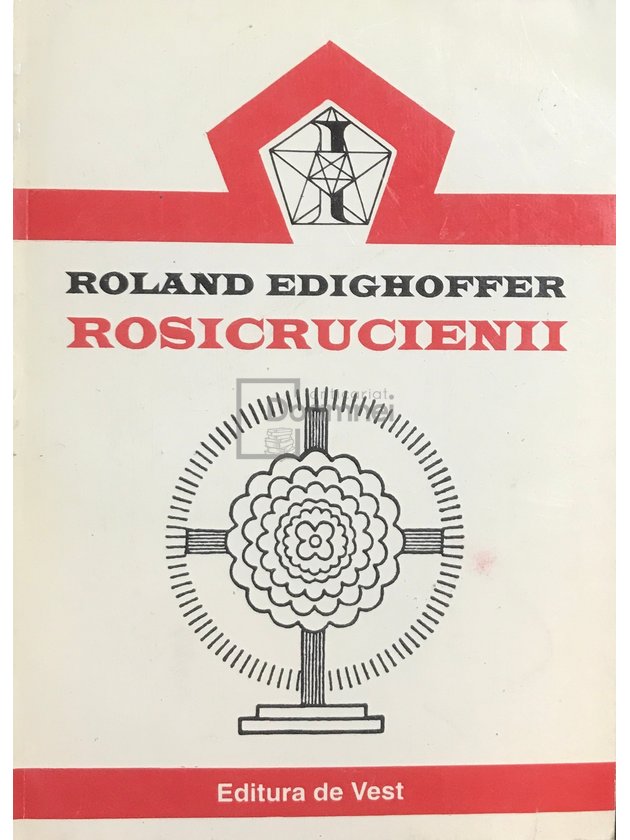 ROLAND EDIGHOFFER
ROSICRUCIENII
Editura de Vest